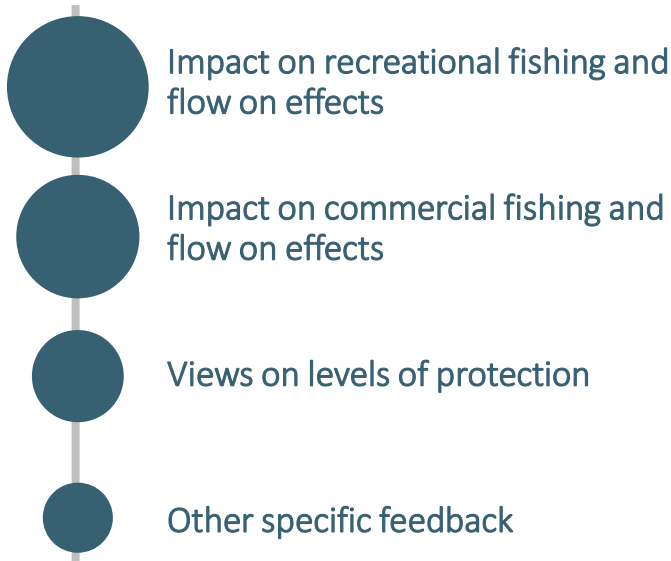 Impact on recreational fishing and
flow on effects
Impact on commercial fishing and
flow on effects
Views on levels of protection
Other specific feedback